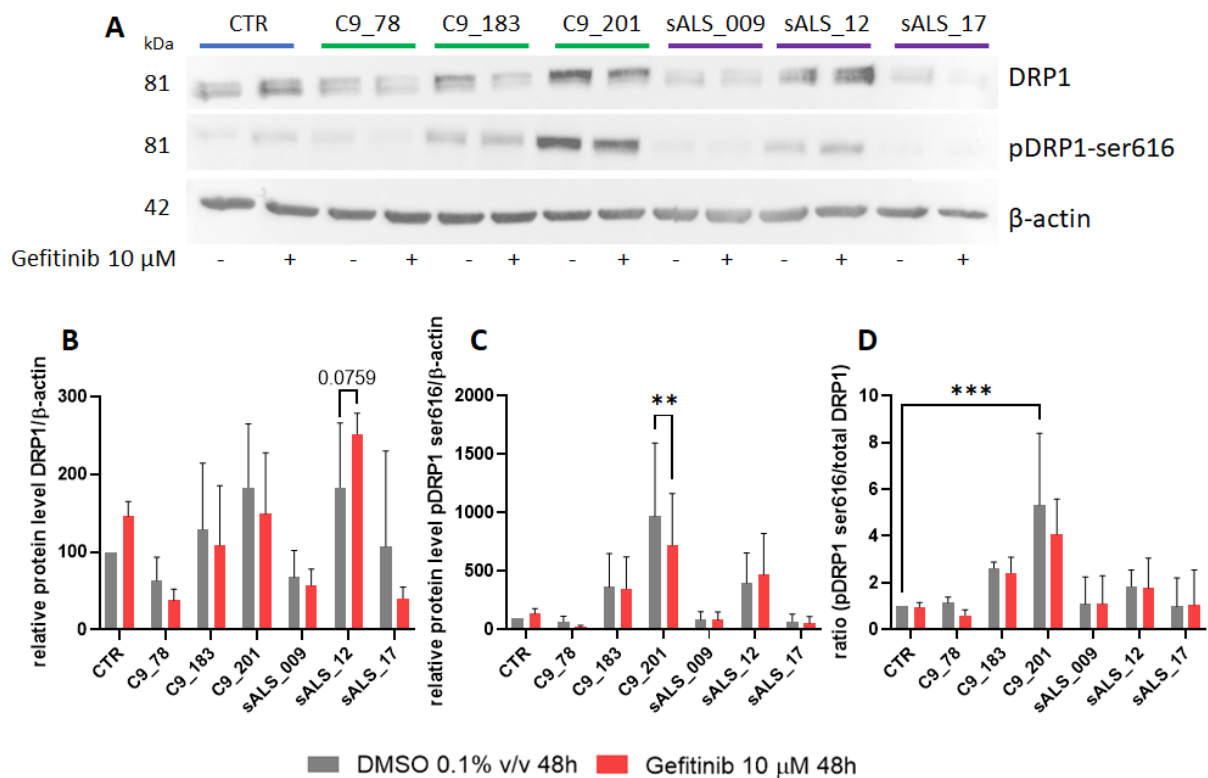 A
CTR C9_78 C9_183 C9_201 sALS_009 sALS_12 sALS_17
kDa
81 DRP1
81 pDRP1-ser616
42 β-actin
Gefitinib 10 µM - + - + - + - + - + - + - +
B
relative protein level DRP1/β-actin
300
200
100
0
0.0759
CTR
C9_78
C9_183
C9_201
sALS_009
sALS_12
sALS_17
C
relative protein level pDRP1 ser616/β-actin
2000
1500
1000
500
0
**
CTR
C9_78
C9_183
C9_201
sALS_009
sALS_12
sALS_17
D
ratio (pDRP1 ser616/total DRP1)
10
8
6
4
2
0
***
CTR
C9_78
C9_183
C9_201
sALS_009
sALS_12
sALS_17
DMSO 0.1% v/v 48h Gefitinib 10 µM 48h